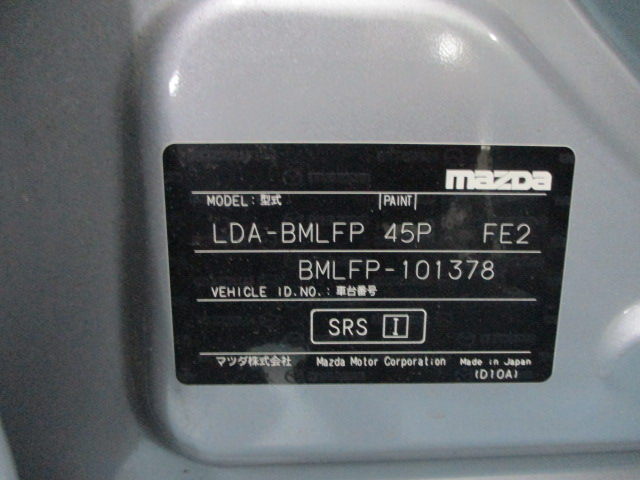 mazda
MODEL: 型式 |PAINT|
LDA-BMLFP 45P FE2
BMLFP-101378
VEHICLE ID.NO.: 車台番号
SRS I
マツダ株式会社 Mazda Motor Corporation Made in Japan
(D10A)